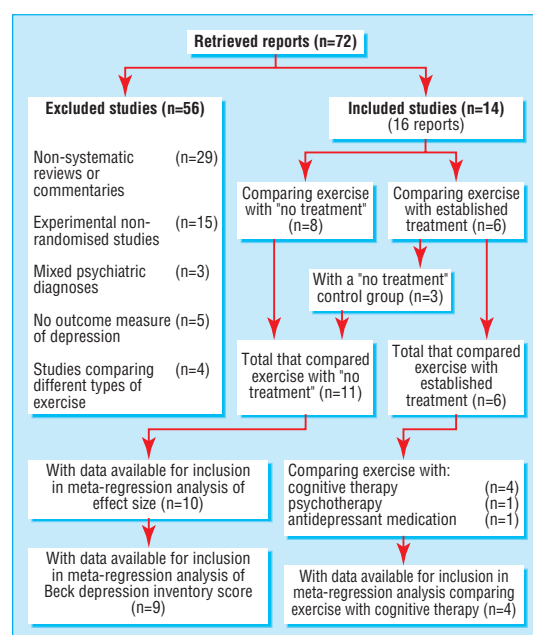 Retrieved reports (n=72)
Excluded studies (n=56)
Non-systematic (n=29)
reviews or
commentaries
Experimental non- (n=15)
randomised studies
Mixed psychiatric (n=3)
diagnoses
No outcome measure (n=5)
of depression
Studies comparing (n=4)
different types of
exercise
Included studies (n=14)
(16 reports)
Comparing exercise
with "no treatment"
(n=8)
Comparing exercise
with established
treatment (n=6)
With a "no treatment"
control group (n=3)
Total that compared
exercise with "no
treatment" (n=11)
Total that compared
exercise with
established
treatment (n=6)
With data available for inclusion
in meta-regression analysis of
effect size (n=10)
Comparing exercise with:
cognitive therapy (n=4)
psychotherapy (n=1)
antidepressant medication (n=1)
With data available for inclusion
in meta-regression analysis of
Beck depression inventory score
(n=9)
With data available for inclusion in
meta-regression analysis comparing
exercise with cognitive therapy (n=4)